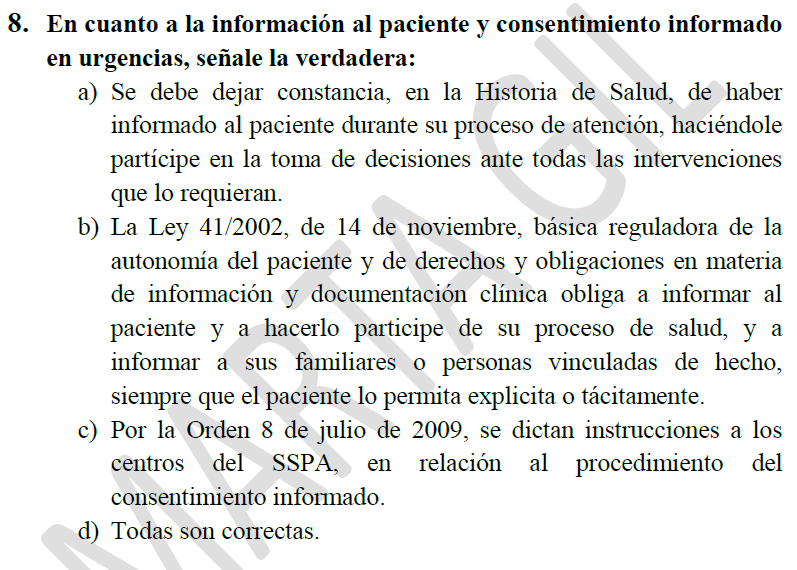 8. En cuanto a la información al paciente y consentimiento informado
en urgencias, señale la verdadera:
a) Se debe dejar constancia, en la Historia de Salud, de haber
informado al paciente durante su proceso de atención, haciéndole
partícipe en la toma de decisiones ante todas las intervenciones
que lo requieran.
b) La Ley 41/2002, de 14 de noviembre, básica reguladora de la
autonomía del paciente y de derechos y obligaciones en materia
de información y documentación clínica obliga a informar al
paciente y a hacerlo participe de su proceso de salud, y a
informar a sus familiares o personas vinculadas de hecho,
siempre que el paciente lo permita explicita o tácitamente.
c) Por la Orden 8 de julio de 2009, se dictan instrucciones a los
centros del SSPA, en relación al procedimiento del
consentimiento informado.
d) Todas son correctas.
MARTA GIL